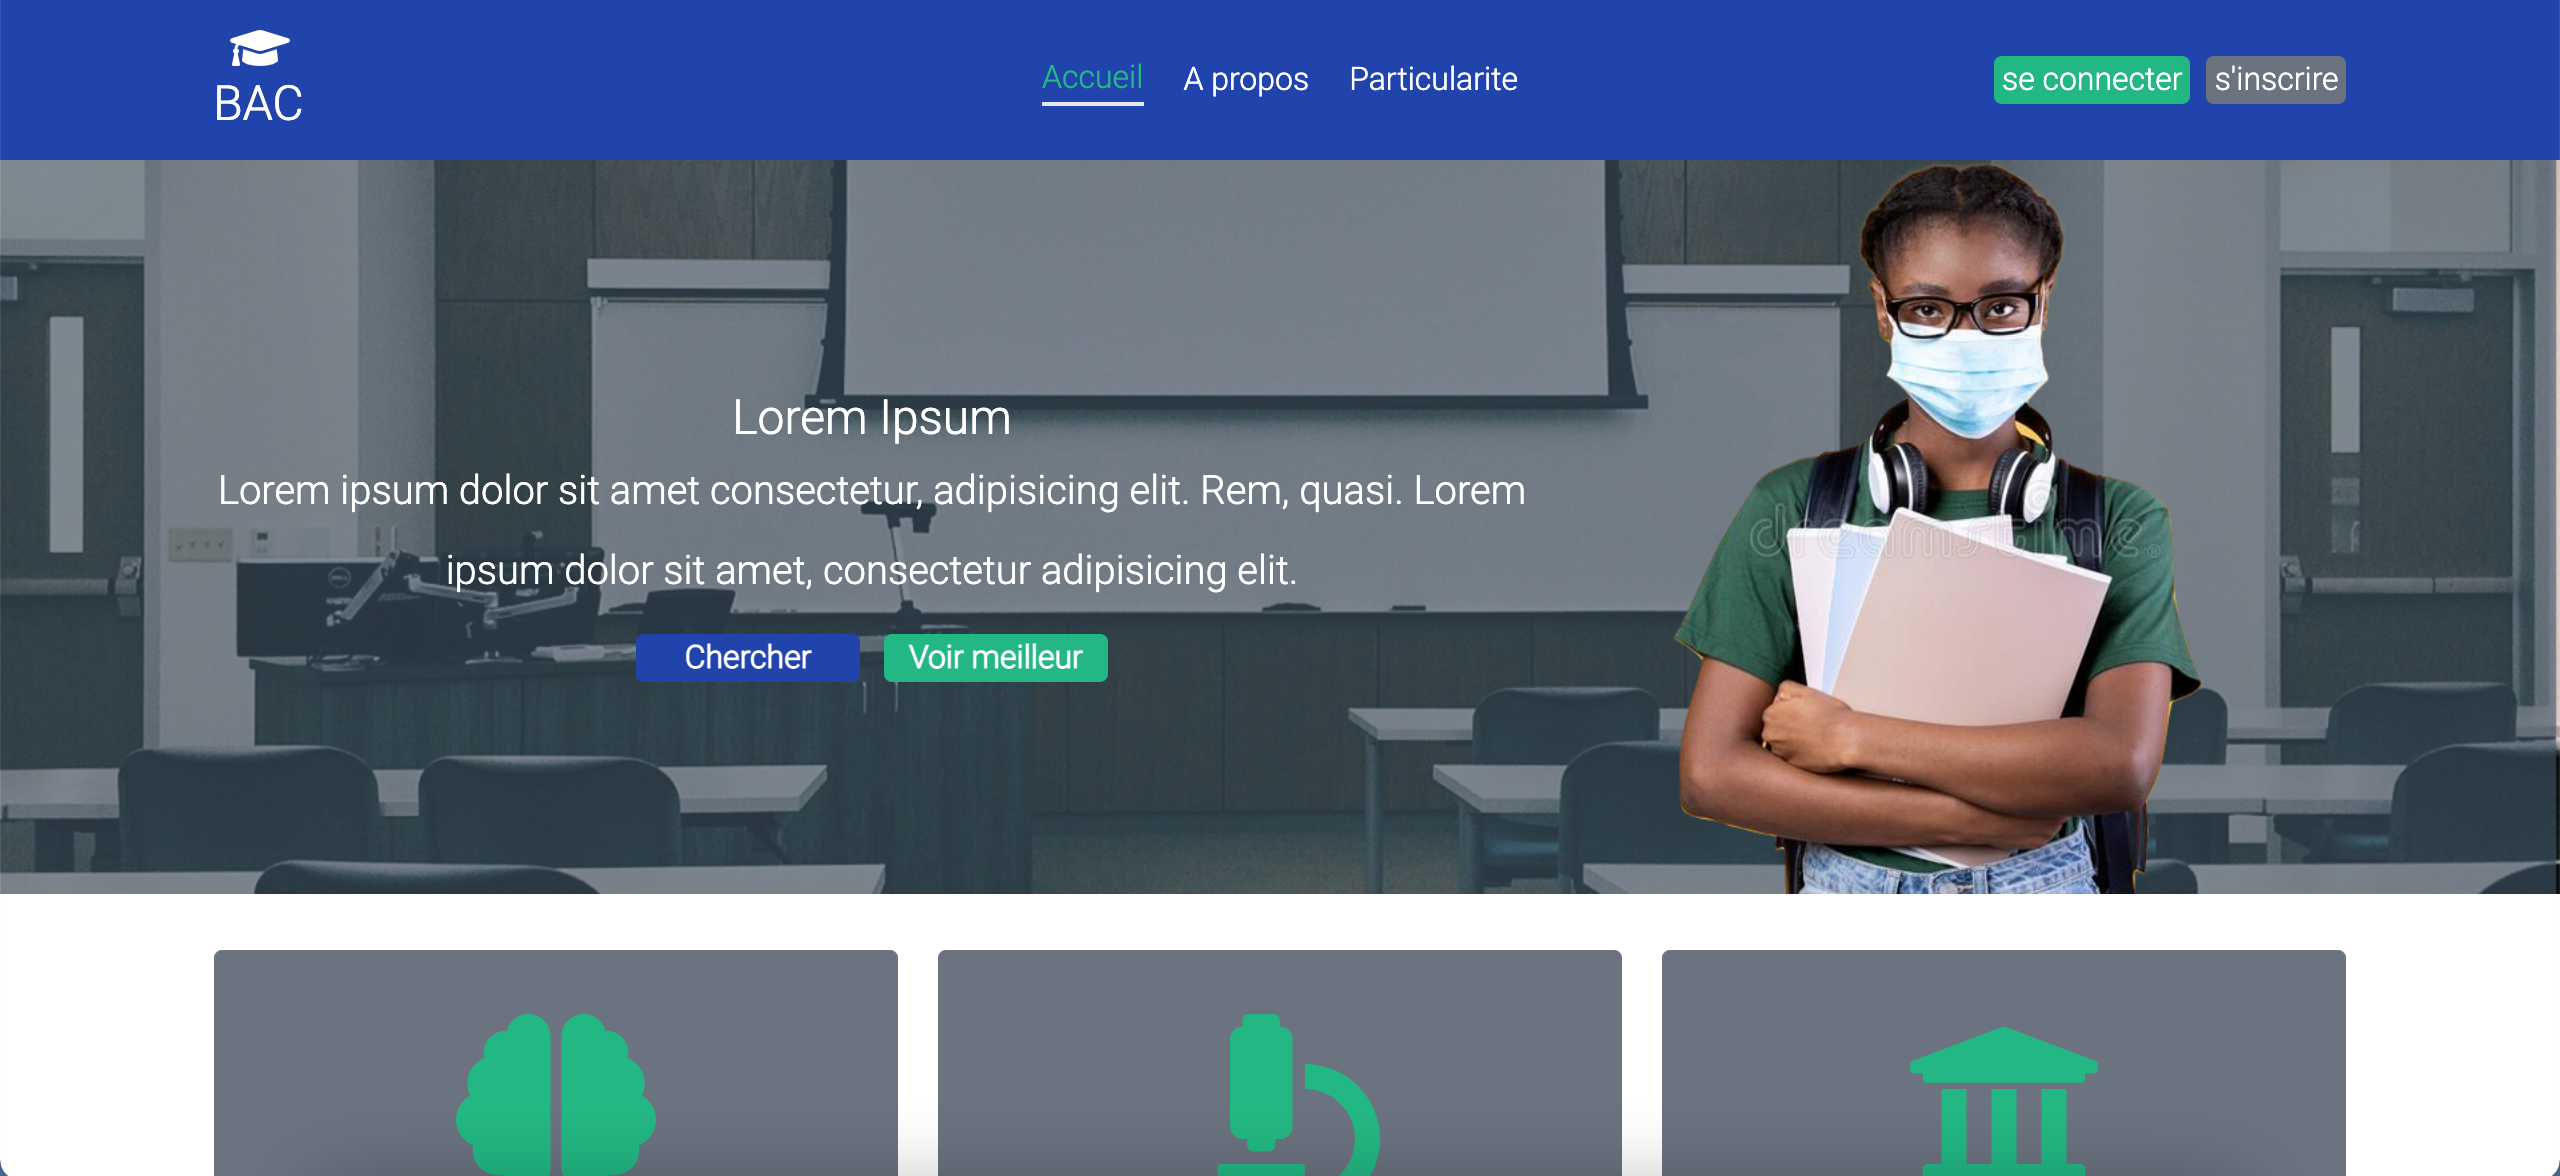 BAC
Accueil
A propos
Particularite
se connecter
s'inscrire
Lorem Ipsum
Lorem ipsum dolor sit amet consectetur, adipisicing elit. Rem, quasi. Lorem
ipsum dolor sit amet, consectetur adipisicing elit.
dreamstime.
Chercher
Voir meilleur